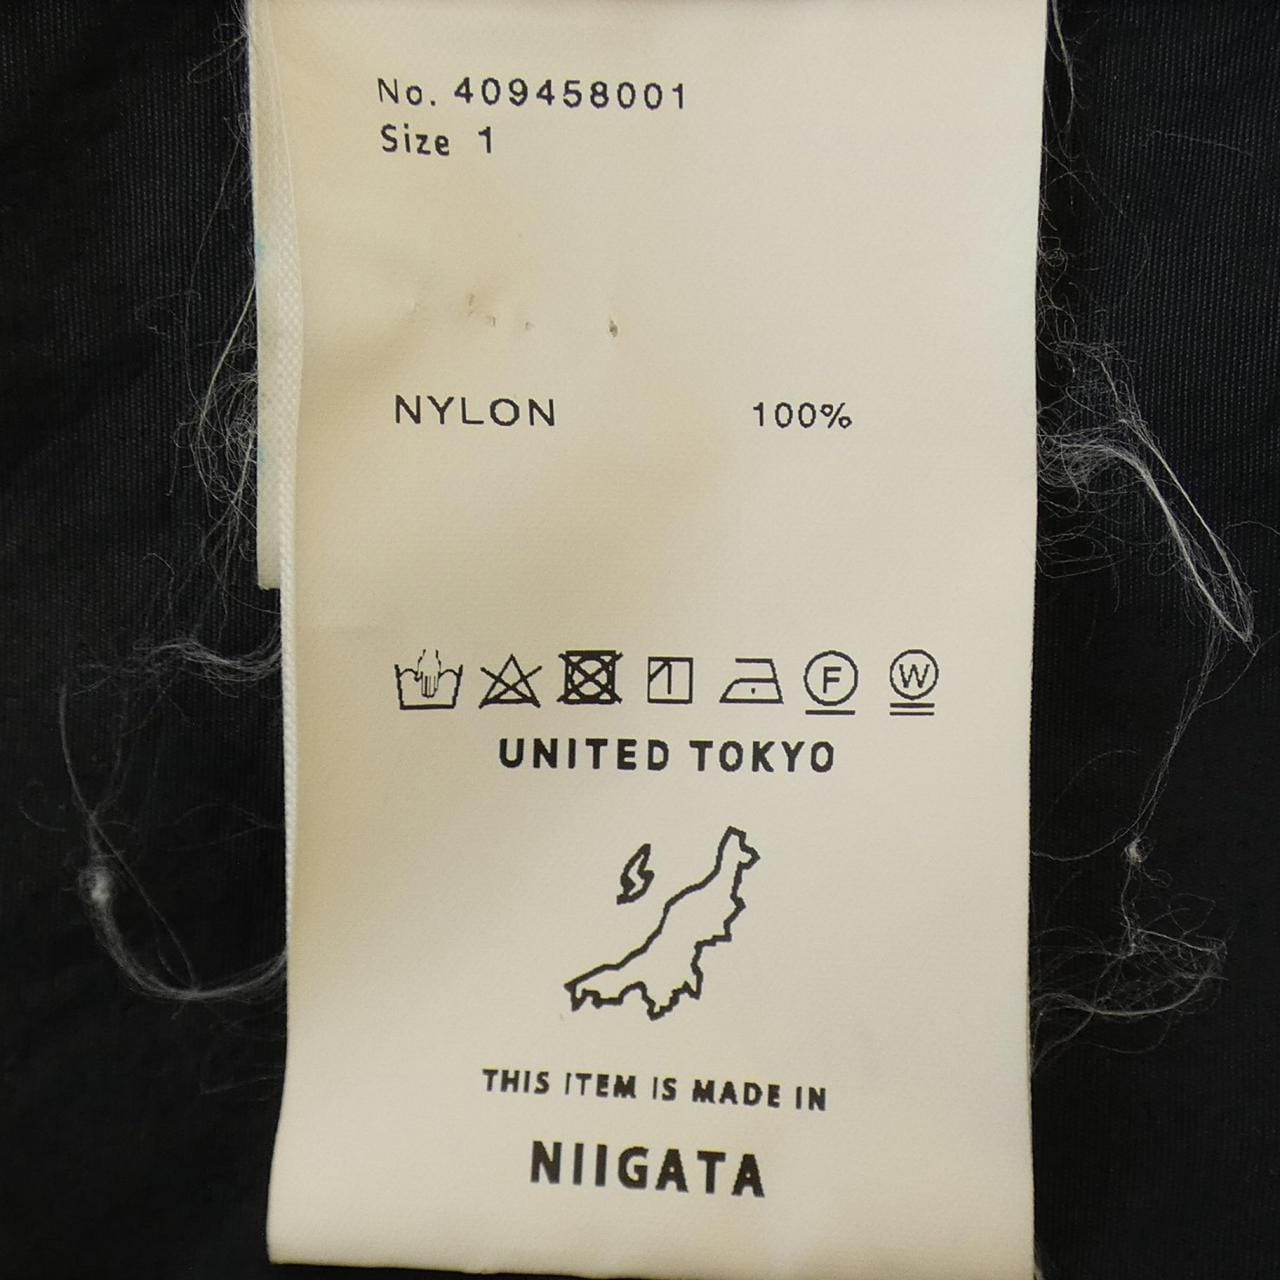 No. 409458001
Size 1
NYLON 100%
F W
UNITED TOKYO
THIS ITEM IS MADE IN
NIIGATA